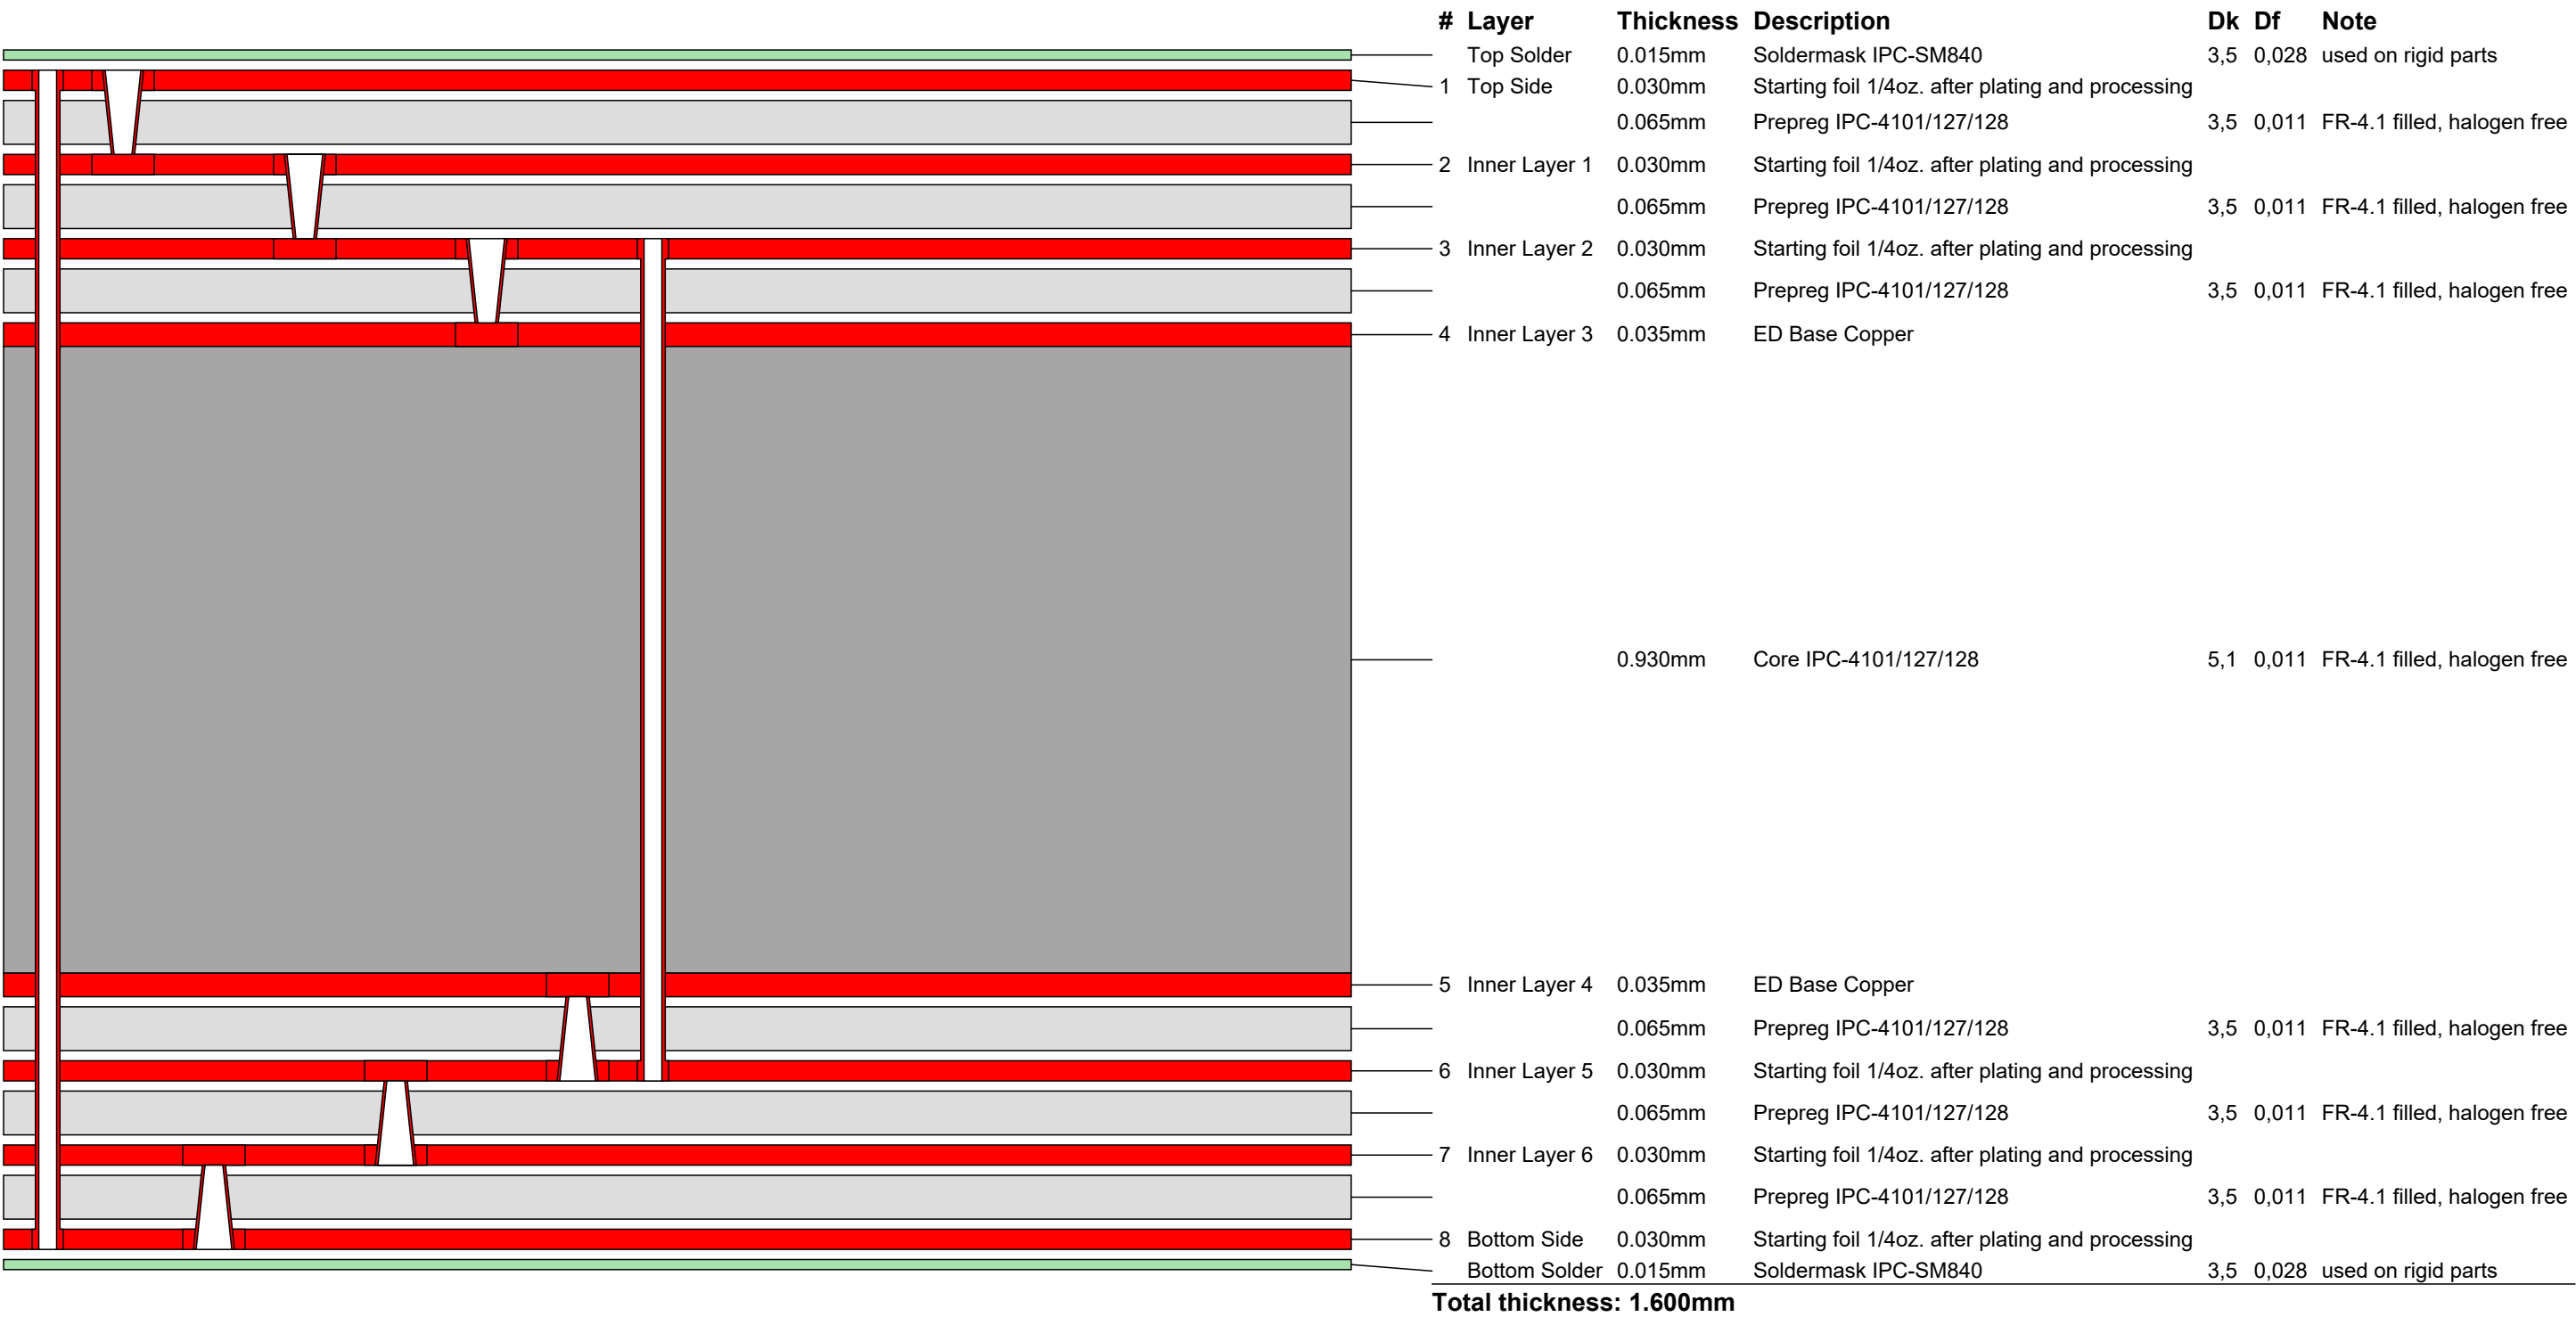 # Layer Thickness Description Dk Df Note
Top Solder 0.015mm Soldermask IPC-SM840 3,5 0,028 used on rigid parts
1 Top Side 0.030mm Starting foil 1/4oz. after plating and processing
0.065mm Prepreg IPC-4101/127/128 3,5 0,011 FR-4.1 filled, halogen free
2 Inner Layer 1 0.030mm Starting foil 1/4oz. after plating and processing
0.065mm Prepreg IPC-4101/127/128 3,5 0,011 FR-4.1 filled, halogen free
3 Inner Layer 2 0.030mm Starting foil 1/4oz. after plating and processing
0.065mm Prepreg IPC-4101/127/128 3,5 0,011 FR-4.1 filled, halogen free
4 Inner Layer 3 0.035mm ED Base Copper
0.930mm Core IPC-4101/127/128 5,1 0,011 FR-4.1 filled, halogen free
5 Inner Layer 4 0.035mm ED Base Copper
0.065mm Prepreg IPC-4101/127/128 3,5 0,011 FR-4.1 filled, halogen free
6 Inner Layer 5 0.030mm Starting foil 1/4oz. after plating and processing
0.065mm Prepreg IPC-4101/127/128 3,5 0,011 FR-4.1 filled, halogen free
7 Inner Layer 6 0.030mm Starting foil 1/4oz. after plating and processing
0.065mm Prepreg IPC-4101/127/128 3,5 0,011 FR-4.1 filled, halogen free
8 Bottom Side 0.030mm Starting foil 1/4oz. after plating and processing
Bottom Solder 0.015mm Soldermask IPC-SM840 3,5 0,028 used on rigid parts
Total thickness: 1.600mm